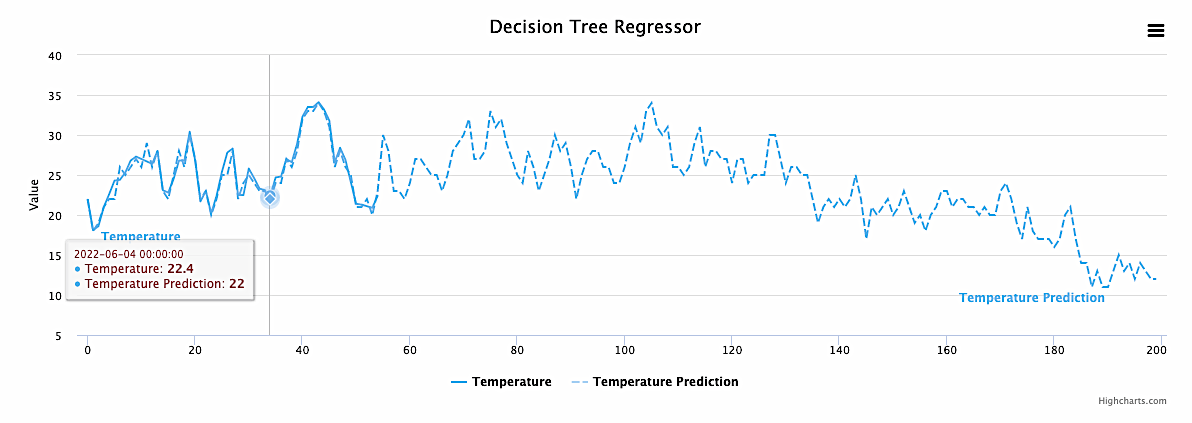 Decision Tree Regressor
40
35
30
25
20
15
10
5
Value
Temperature
2022-06-04 00:00:00
● Temperature: 22.4
● Temperature Prediction: 22
Temperature Prediction
0 20 40 60 80 100 120 140 160 180 200
Temperature Temperature Prediction
Highcharts.com